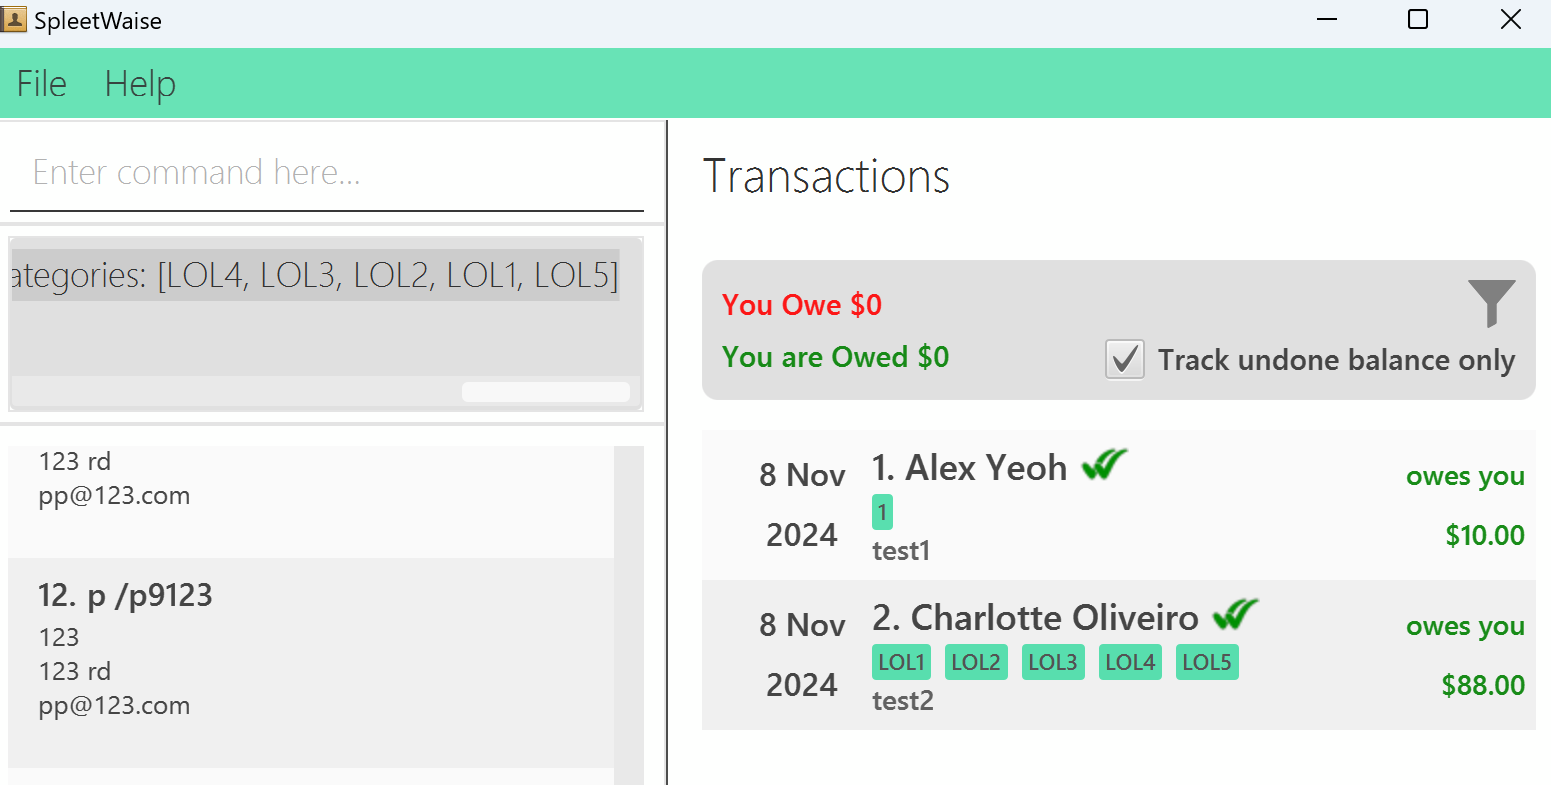 SpleetWaise
File Help
Enter command here...
ategories: [LOL4, LOL3, LOL2, LOL1, LOL5]
123 rd
pp@123.com
12. p /p9123
123
123 rd
pp@123.com
Transactions
You Owe $0
You are Owed $0
Track undone balance only
8 Nov
2024
1. Alex Yeoh
1
test1
owes you
$10.00
8 Nov
2024
2. Charlotte Oliveiro
LOL1 LOL2 LOL3 LOL4 LOL5
test2
owes you
$88.00